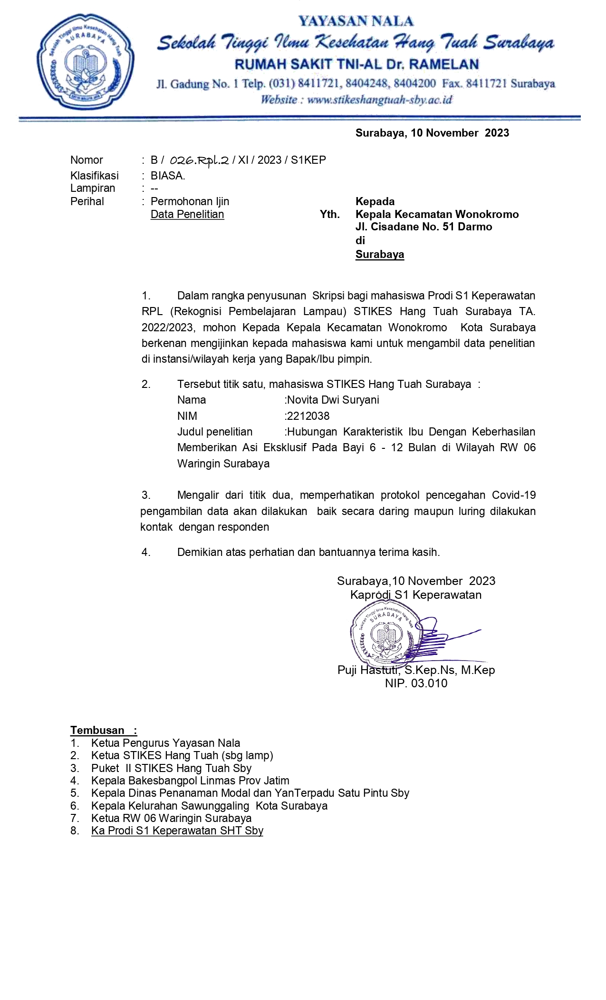 YAYASAN NALA
Sekolah Tinggi Ilmu Kesehatan Hang Tuah Surabaya
RUMAH SAKIT TNI-AL Dr. RAMELAN
Jl. Gadung No. 1 Telp. (031) 8411721, 8404248, 8404200 Fax. 8411721 Surabaya
Website : www.stikeshangtuah-sby.ac.id
Sekolah Tinggi Ilmu Kesehatan Hang Tuah
SURABAYA
Surabaya, 10 November 2023
Nomor : B / 026.Rpl.2 / XI / 2023 / S1KEP
Klasifikasi : BIASA.
Lampiran : --
Perihal : Permohonan Ijin Kepada
Data Penelitian Yth. Kepala Kecamatan Wonokromo
Jl. Cisadane No. 51 Darmo
di
Surabaya
1. Dalam rangka penyusunan Skripsi bagi mahasiswa Prodi S1 Keperawatan
RPL (Rekognisi Pembelajaran Lampau) STIKES Hang Tuah Surabaya TA.
2022/2023, mohon Kepada Kepala Kecamatan Wonokromo Kota Surabaya
berkenan mengijinkan kepada mahasiswa kami untuk mengambil data penelitian
di instansi/wilayah kerja yang Bapak/Ibu pimpin.
2. Tersebut titik satu, mahasiswa STIKES Hang Tuah Surabaya :
Nama :Novita Dwi Suryani
NIM :2212038
Judul penelitian :Hubungan Karakteristik Ibu Dengan Keberhasilan
Memberikan Asi Eksklusif Pada Bayi 6 - 12 Bulan di Wilayah RW 06
Waringin Surabaya
3. Mengalir dari titik dua, memperhatikan protokol pencegahan Covid-19
pengambilan data akan dilakukan baik secara daring maupun luring dilakukan
kontak dengan responden
4. Demikian atas perhatian dan bantuannya terima kasih.
Surabaya,10 November 2023
Kaprodi S1 Keperawatan
Sekolah Tinggi Ilmu Kesehatan Hang Tuah
SURABAYA
Puji Hastuti, S.Kep.Ns, M.Kep
NIP. 03.010
Tembusan :
1. Ketua Pengurus Yayasan Nala
2. Ketua STIKES Hang Tuah (sbg lamp)
3. Puket II STIKES Hang Tuah Sby
4. Kepala Bakesbangpol Linmas Prov Jatim
5. Kepala Dinas Penanaman Modal dan YanTerpadu Satu Pintu Sby
6. Kepala Kelurahan Sawunggaling Kota Surabaya
7. Ketua RW 06 Waringin Surabaya
8. Ka Prodi S1 Keperawatan SHT Sby